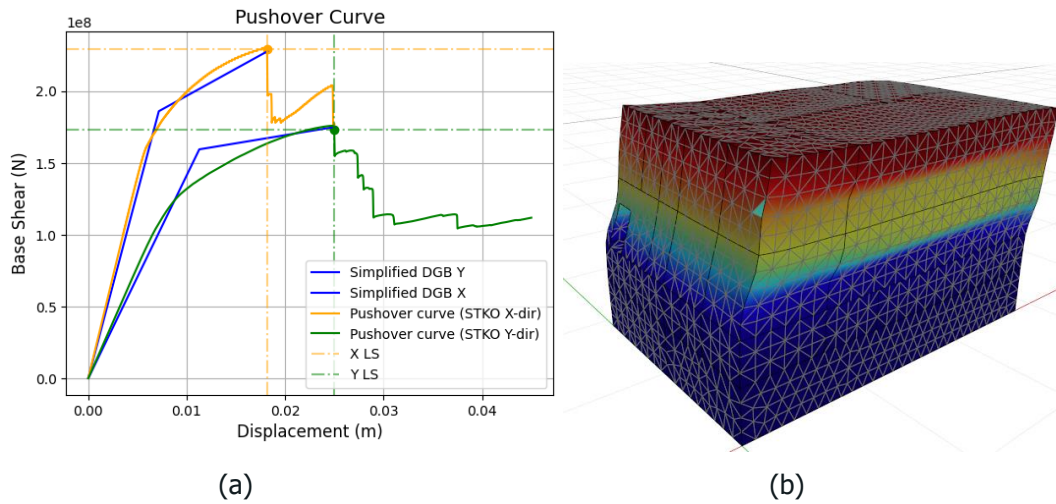 Pushover Curve
1e8
2.0
1.5
1.0
0.5
0.0
Base Shear (N)
Simplified DGB Y
Simplified DGB X
Pushover curve (STKO X-dir)
Pushover curve (STKO Y-dir)
X LS
Y LS
0.00 0.01 0.02 0.03 0.04
Displacement (m)
(a) (b)